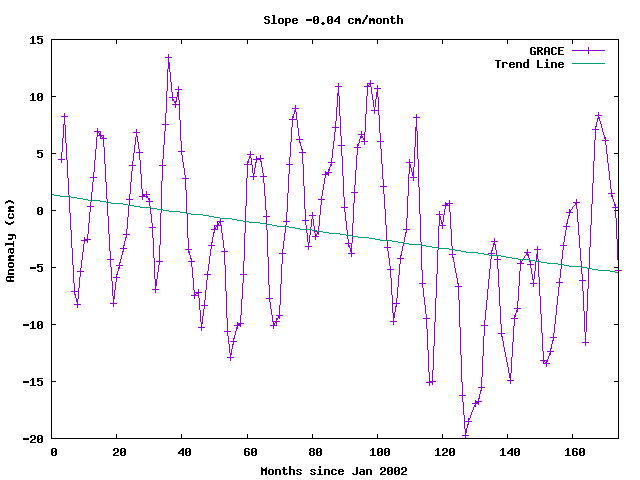 Slope -0.04 cm/month
GRACE
Trend Line
Anomaly (cm)
15
10
5
0
-5
-10
-15
-20
0 20 40 60 80 100 120 140 160
Months since Jan 2002